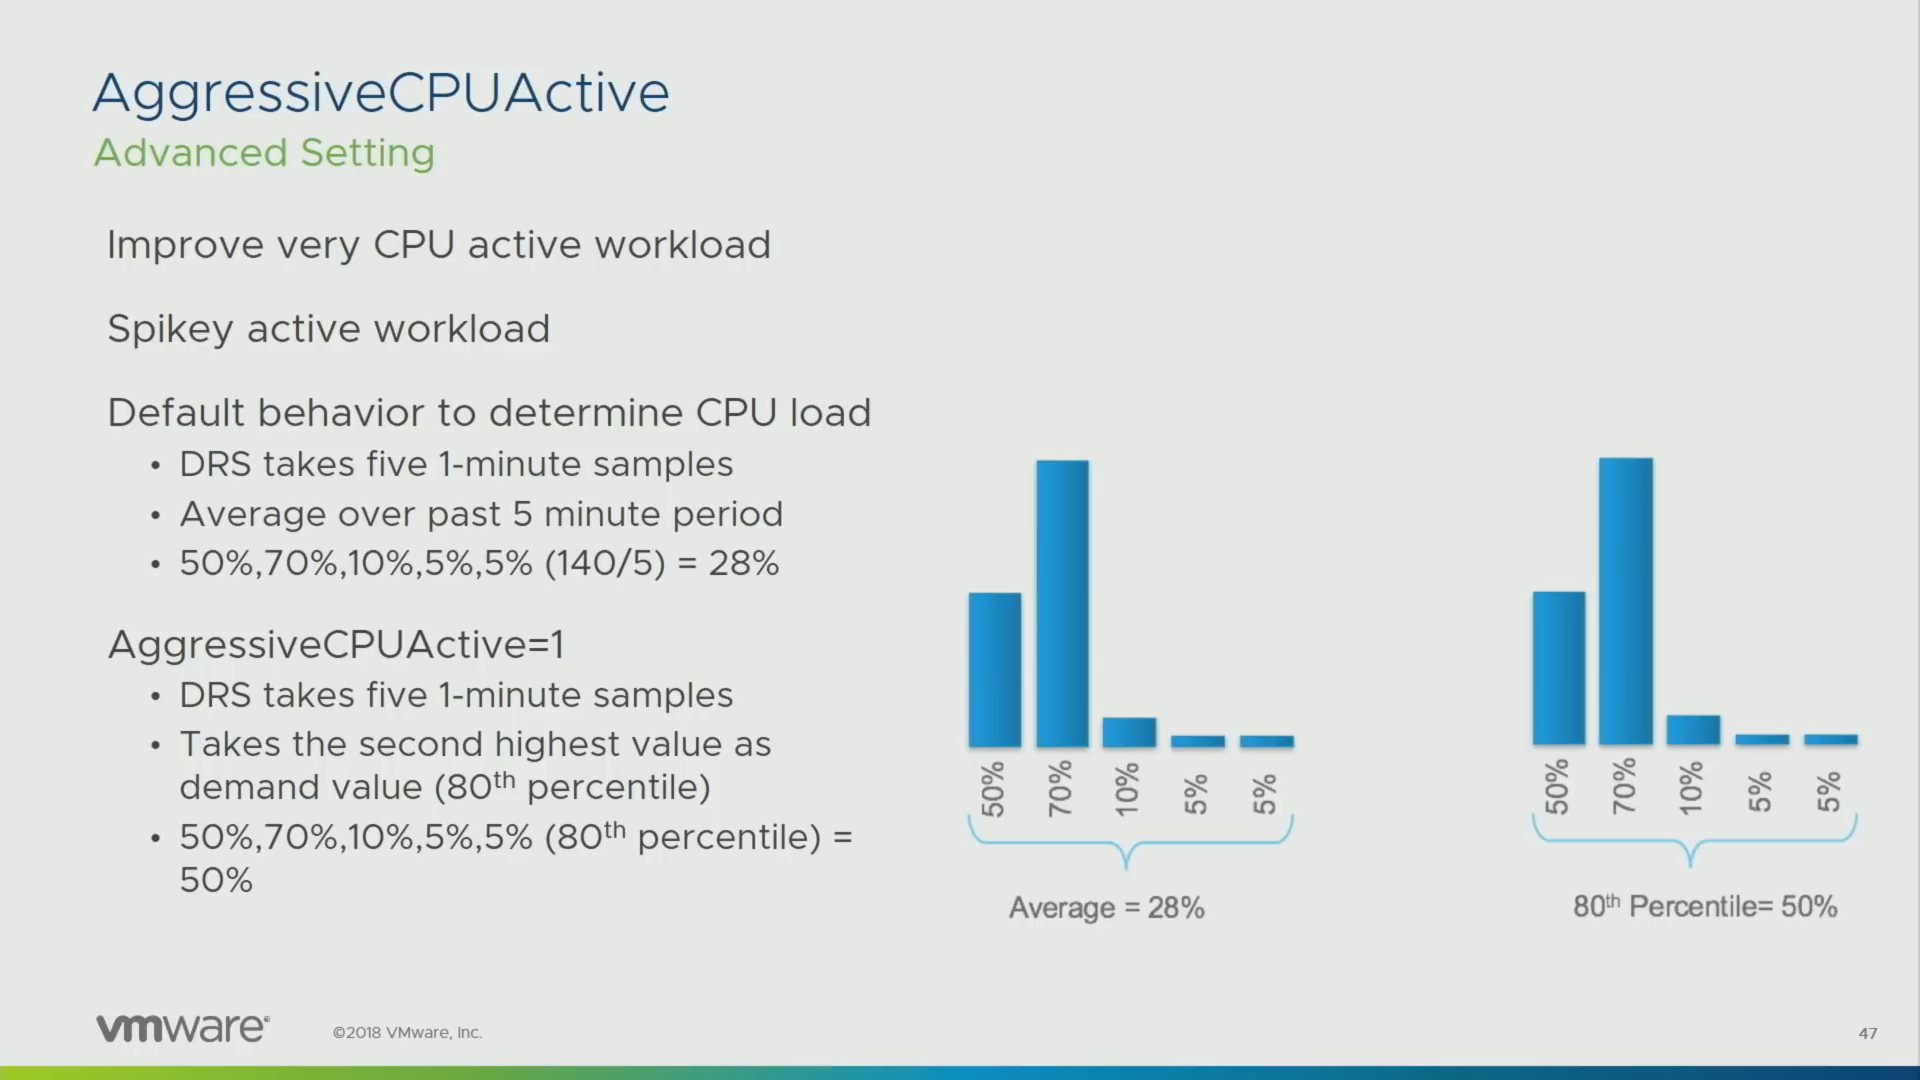 AggressiveCPUActive
Advanced Setting
Improve very CPU active workload
Spikey active workload
Default behavior to determine CPU load
• DRS takes five 1-minute samples
• Average over past 5 minute period
• 50%,70%,10%,5%,5% (140/5) = 28%
AggressiveCPUActive=1
• DRS takes five 1-minute samples
• Takes the second highest value as
demand value (80th percentile)
• 50%,70%,10%,5%,5% (80th percentile) =
50%
50% 70% 10% 5% 5%
Average = 28%
50% 70% 10% 5% 5%
80th Percentile= 50%
vmware®
©2018 VMware, Inc.
47